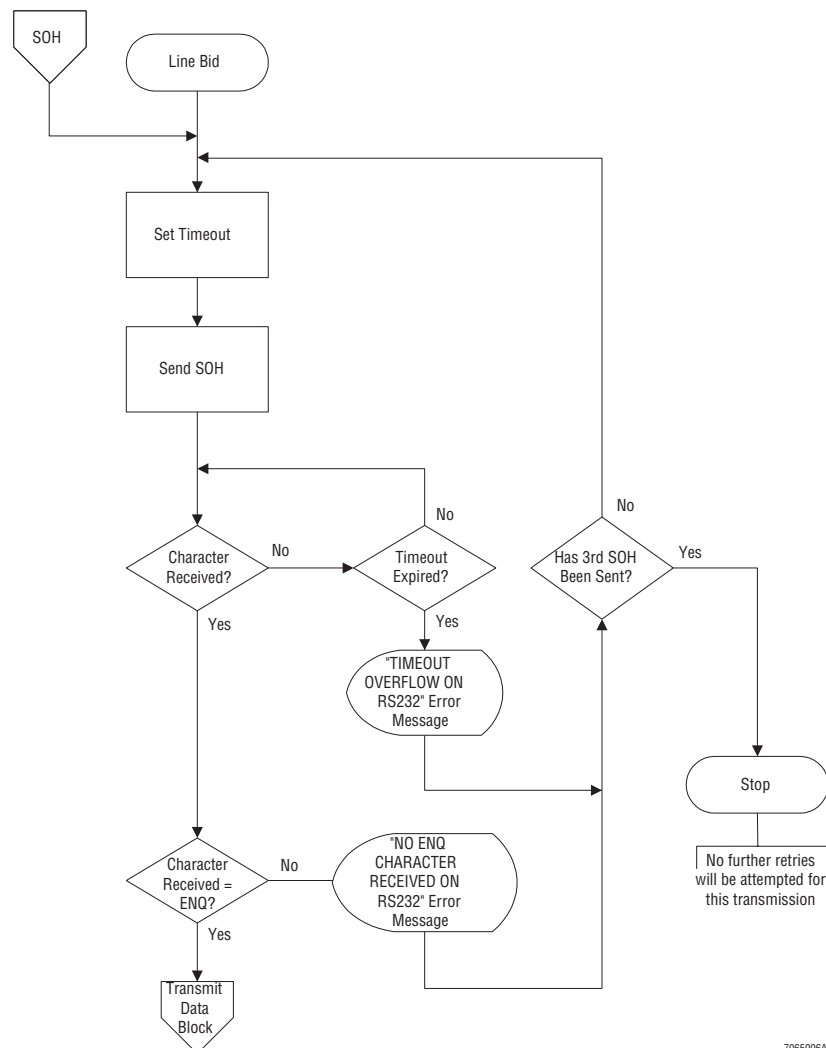 SOH
Line Bid
Set Timeout
Send SOH
No
No
Character
Received?
No
Timeout
Expired?
Has 3rd SOH
Been Sent?
Yes
Yes
Yes
"TIMEOUT
OVERFLOW ON
RS232" Error
Message
Stop
Character
Received =
ENQ?
No
"NO ENQ
CHARACTER
RECEIVED ON
RS232" Error
Message
No further retries
will be attempted for
this transmission
Yes
Transmit
Data
Block